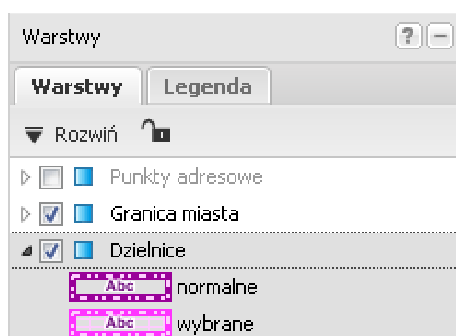 Warstwy ? –
Warstwy Legenda
Rozwiń
Punkty adresowe
Granica miasta
Dzielnice
Abc normalne
Abc wybrane